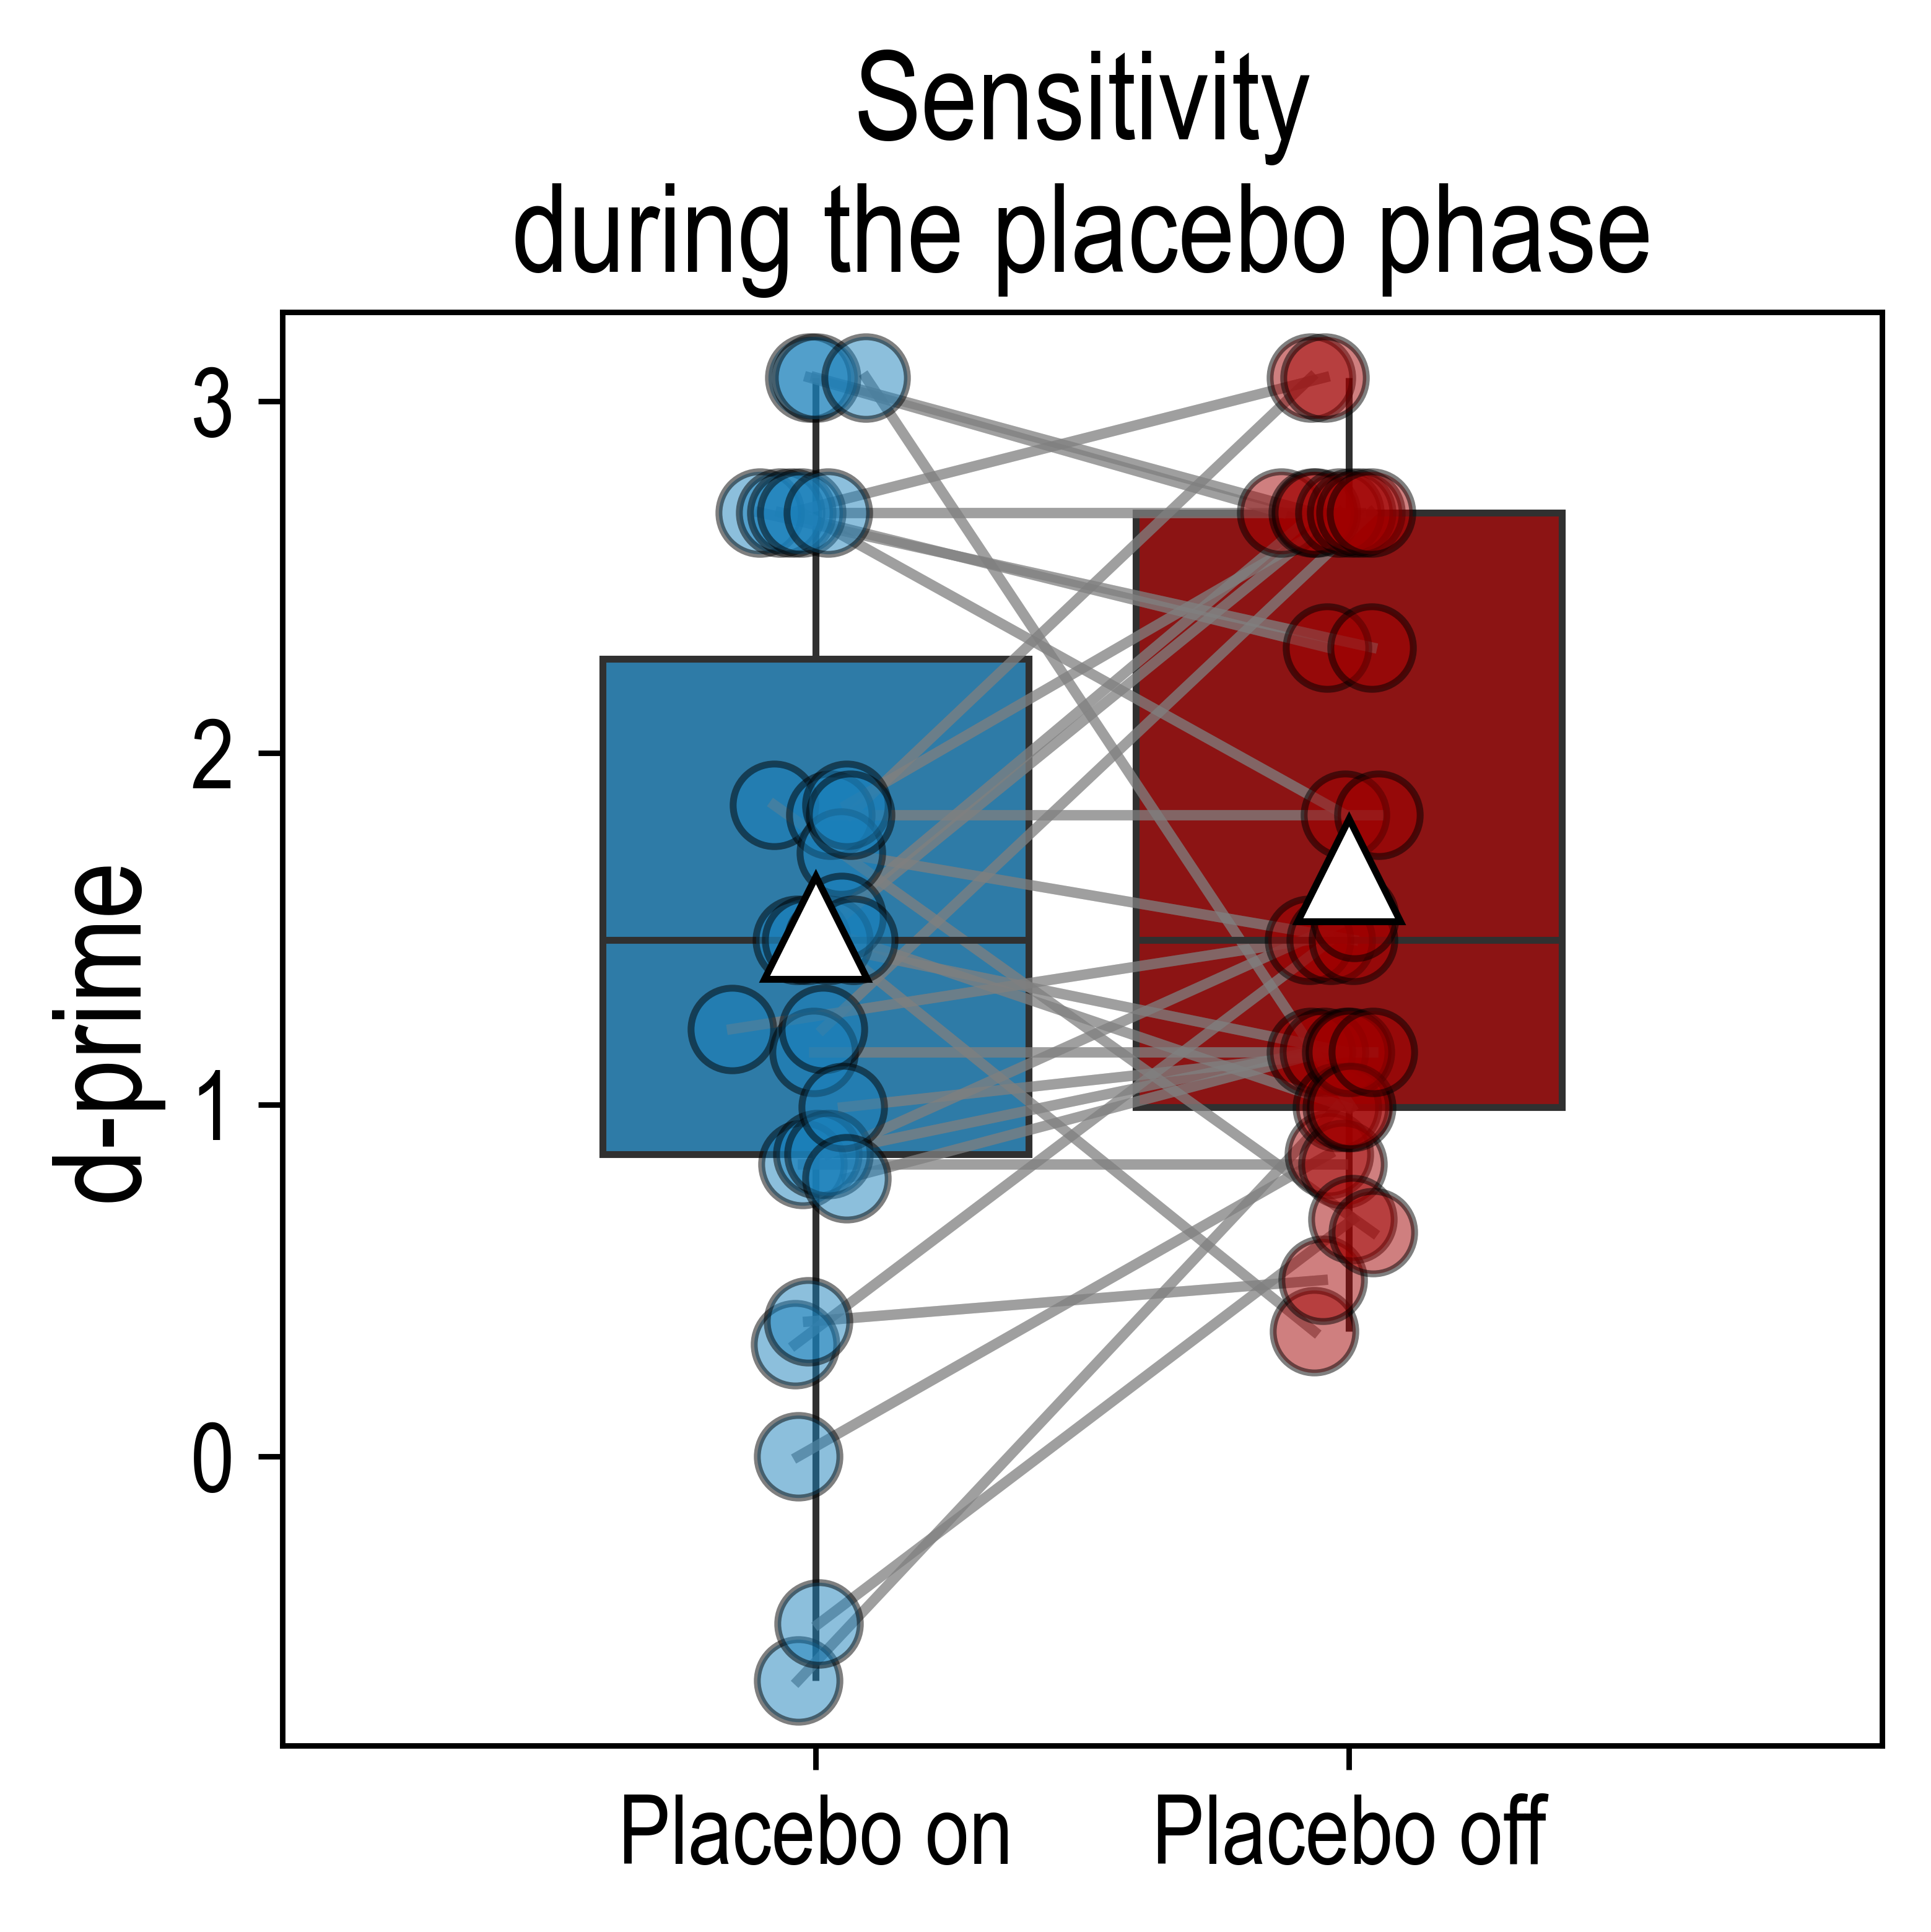 Sensitivity
during the placebo phase
d-prime
3
2
1
0
Placebo on
Placebo off